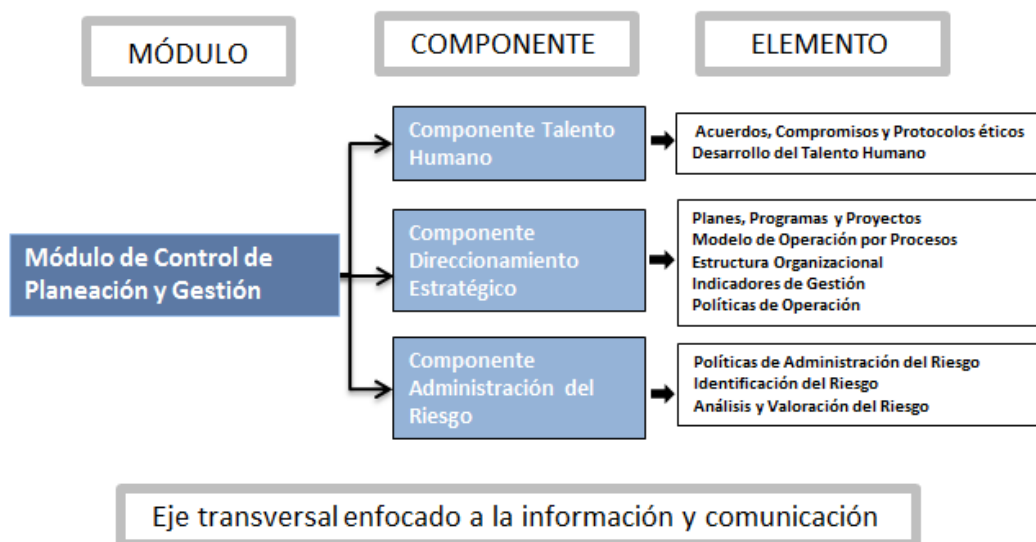 MÓDULO
COMPONENTE
ELEMENTO
Módulo de Control de
Planeación y Gestión
Componente Talento
Humano
Acuerdos, Compromisos y Protocolos éticos
Desarrollo del Talento Humano
Componente
Direccionamiento
Estratégico
Planes, Programas y Proyectos
Modelo de Operación por Procesos
Estructura Organizacional
Indicadores de Gestión
Políticas de Operación
Componente
Administración del
Riesgo
Políticas de Administración del Riesgo
Identificación del Riesgo
Análisis y Valoración del Riesgo
Eje transversal enfocado a la información y comunicación